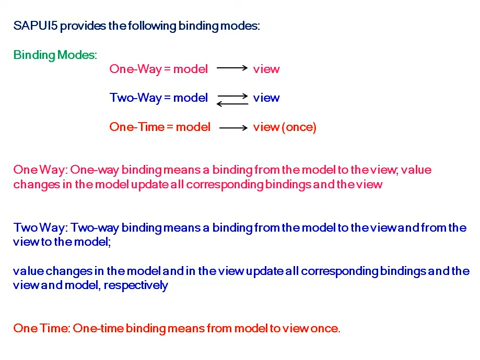 SAPUI5 provides the following binding modes:
Binding Modes:
One-Way = model → view
Two-Way = model ⇄ view
One-Time = model → view (once)
One Way: One-way binding means a binding from the model to the view; value
changes in the model update all corresponding bindings and the view
Two Way: Two-way binding means a binding from the model to the view and from the
view to the model;
value changes in the model and in the view update all corresponding bindings and the
view and model, respectively
One Time: One-time binding means from model to view once.